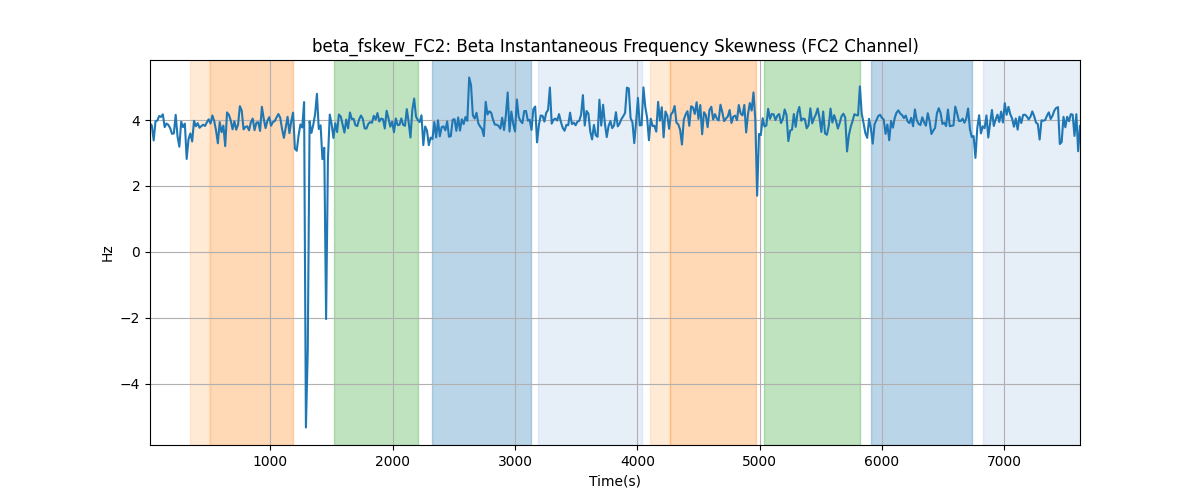 beta_fskew_FC2: Beta Instantaneous Frequency Skewness (FC2 Channel)
Hz
4
2
0
−2
−4
1000 2000 3000 4000 5000 6000 7000
Time(s)